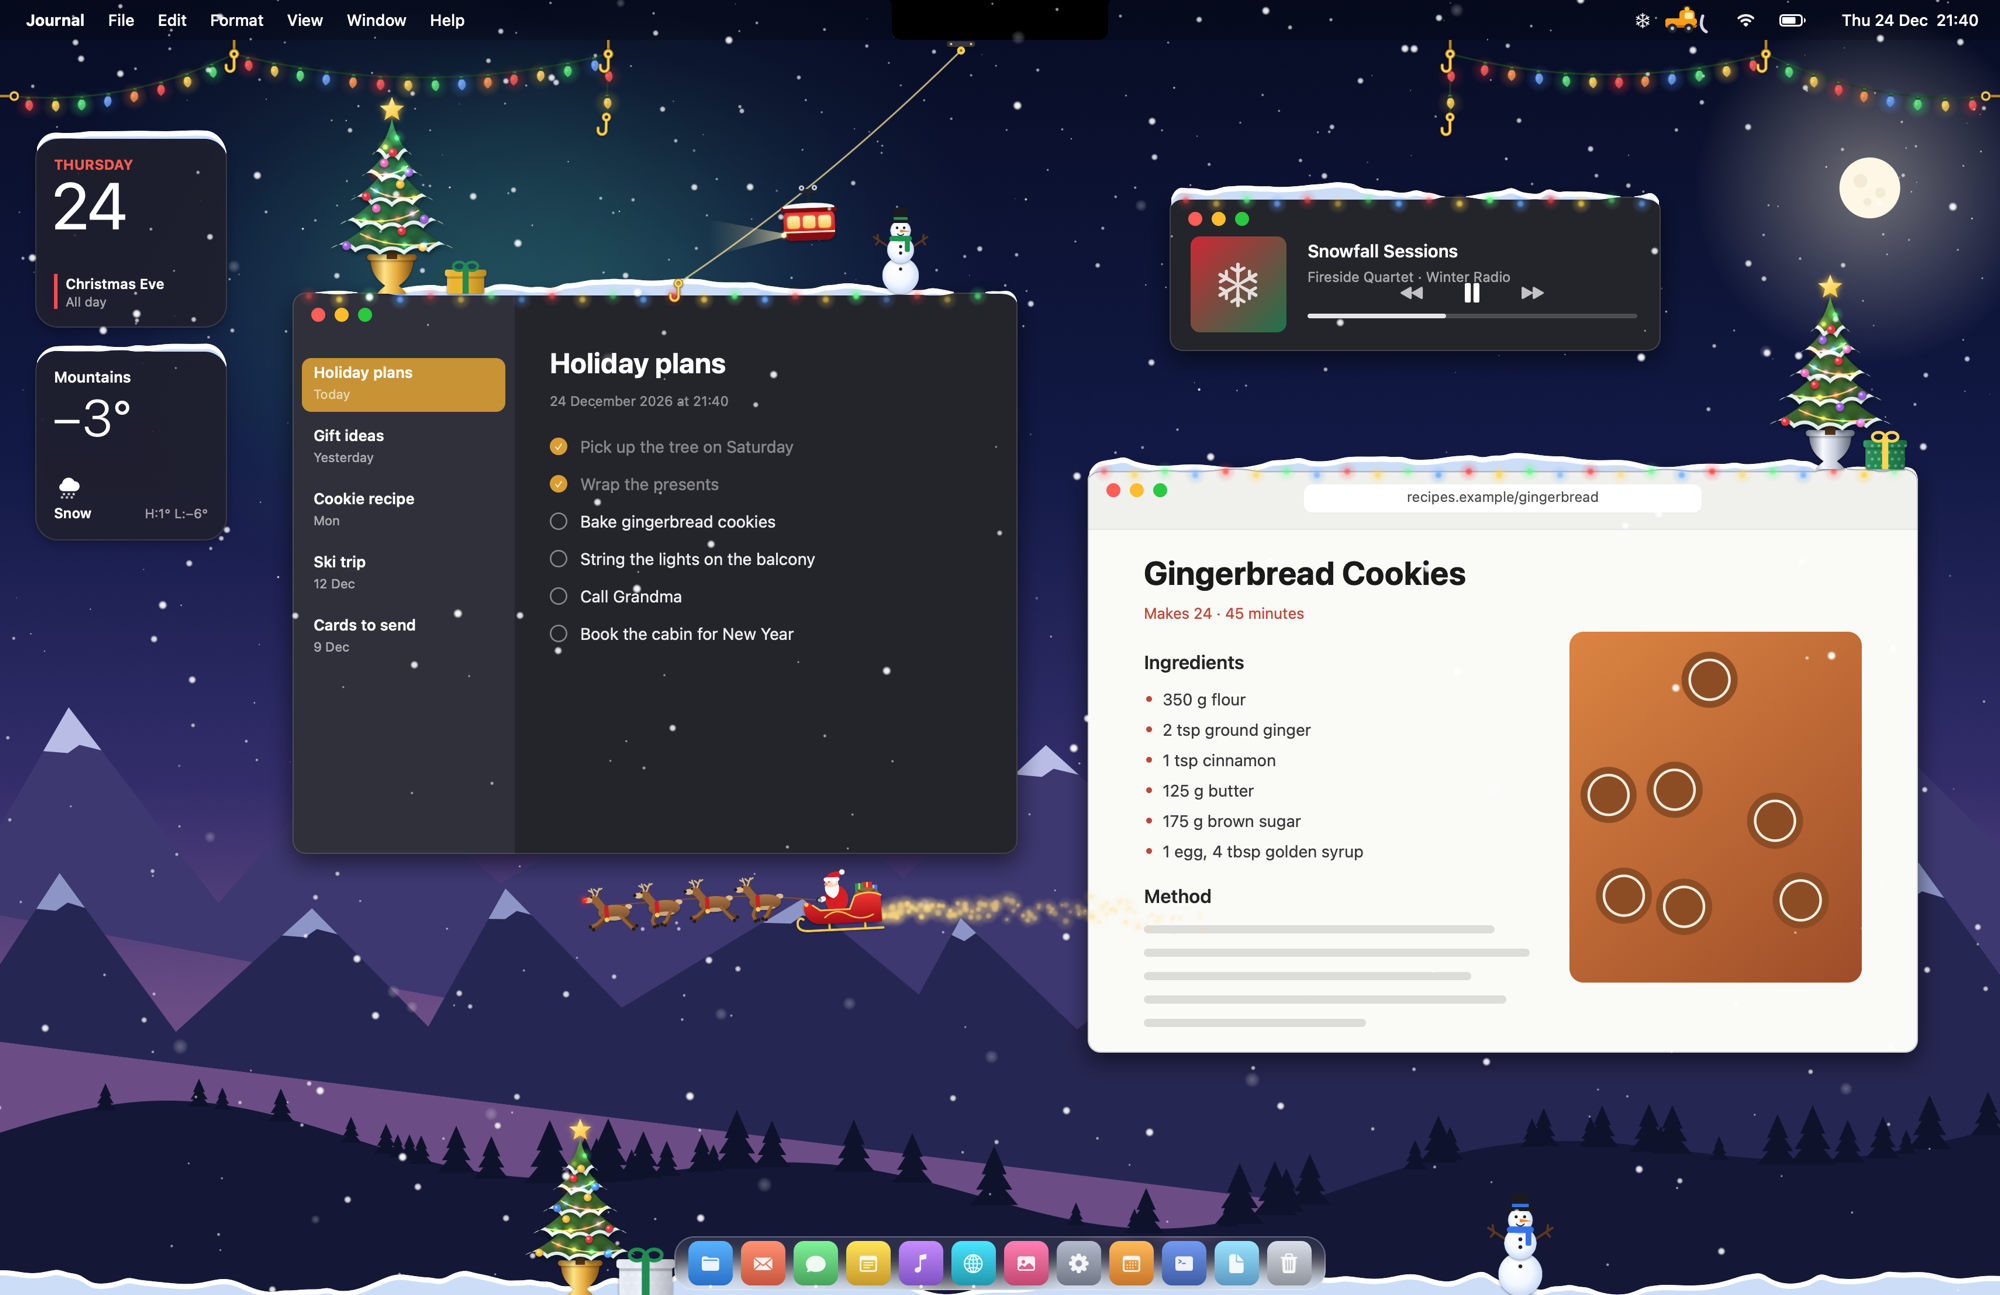 Journal File Edit Format View Window Help
Thu 24 Dec 21:40
THURSDAY
24
Christmas Eve
All day
Mountains
−3°
Snow H:1° L:−6°
Holiday plans
Today
Gift ideas
Yesterday
Cookie recipe
Mon
Ski trip
12 Dec
Cards to send
9 Dec
Holiday plans
24 December 2026 at 21:40
Pick up the tree on Saturday
Wrap the presents
Bake gingerbread cookies
String the lights on the balcony
Call Grandma
Book the cabin for New Year
Snowfall Sessions
Fireside Quartet · Winter Radio
recipes.example/gingerbread
Gingerbread Cookies
Makes 24 · 45 minutes
Ingredients
• 350 g flour
• 2 tsp ground ginger
• 1 tsp cinnamon
• 125 g butter
• 175 g brown sugar
• 1 egg, 4 tbsp golden syrup
Method